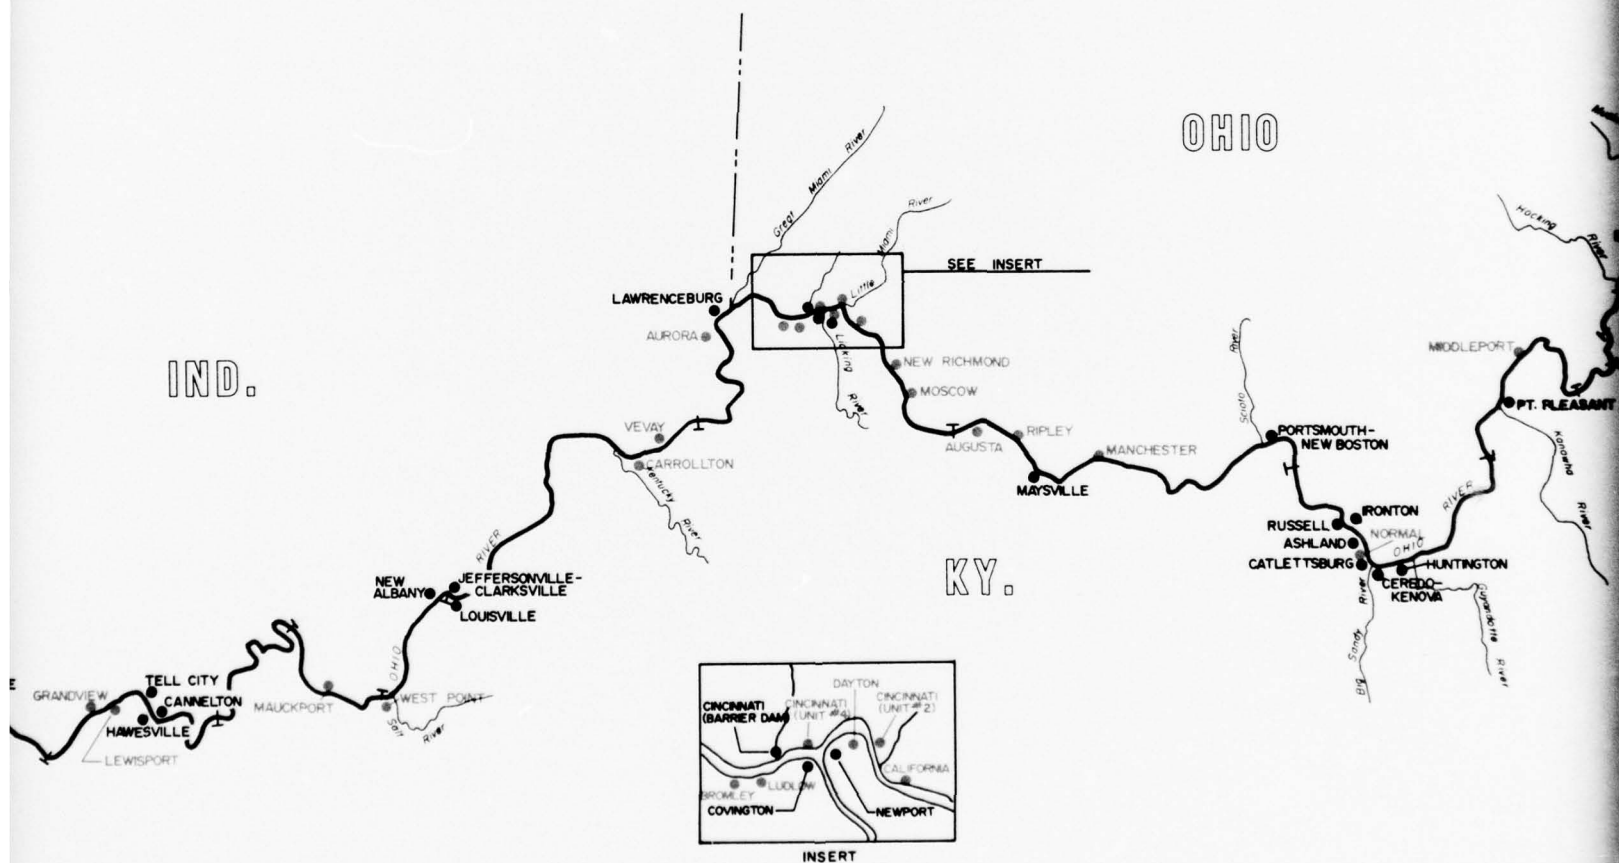 OHIO
Great Miami River
Little Miami River
Hocking River
SEE INSERT
LAWRENCEBURG
AURORA
IND.
Licking River
NEW RICHMOND
MOSCOW
Scioto River
MIDDLEPORT
PT. PLEASANT
VEVAY
CARROLLTON
Kentucky River
AUGUSTA
RIPLEY
MANCHESTER
MAYSVILLE
PORTSMOUTH-
NEW BOSTON
Kanawha River
OHIO RIVER
IRONTON
RUSSELL
NORMAL
ASHLAND
CATLETTSBURG
HUNTINGTON
CEREDO-
KENOVA
Big Sandy River
Guyandotte River
KY.
NEW
ALBANY
JEFFERSONVILLE-
CLARKSVILLE
LOUISVILLE
OHIO RIVER
E
TELL CITY
GRANDVIEW
CANNELTON
HAWESVILLE
LEWISPORT
MAUCKPORT
WEST POINT
Salt River
DAYTON
CINCINNATI
(BARRIER DAM)
CINCINNATI
(UNIT #4)
CINCINNATI
(UNIT #2)
CALIFORNIA
BROMLEY
LUDLOW
COVINGTON
NEWPORT
INSERT